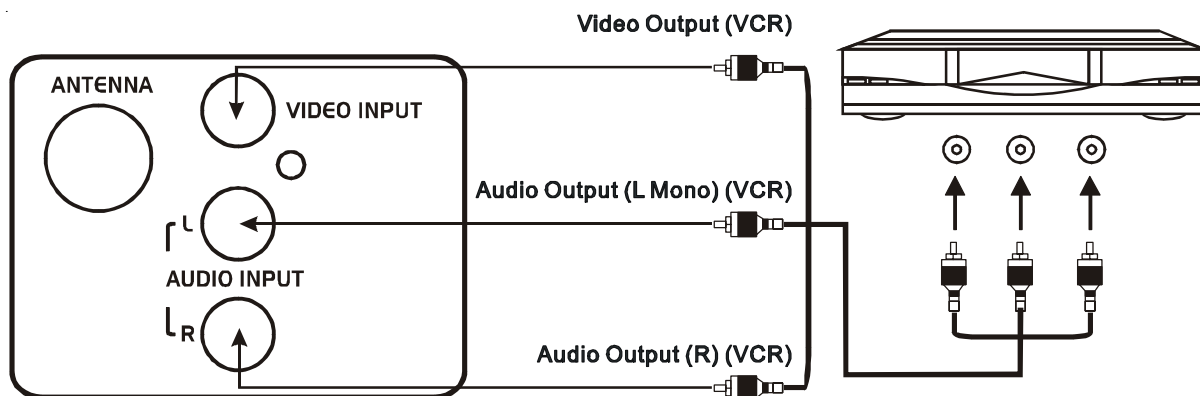 Video Output (VCR)
ANTENNA
VIDEO INPUT
Audio Output (L Mono) (VCR)
L
AUDIO INPUT
R
Audio Output (R) (VCR)